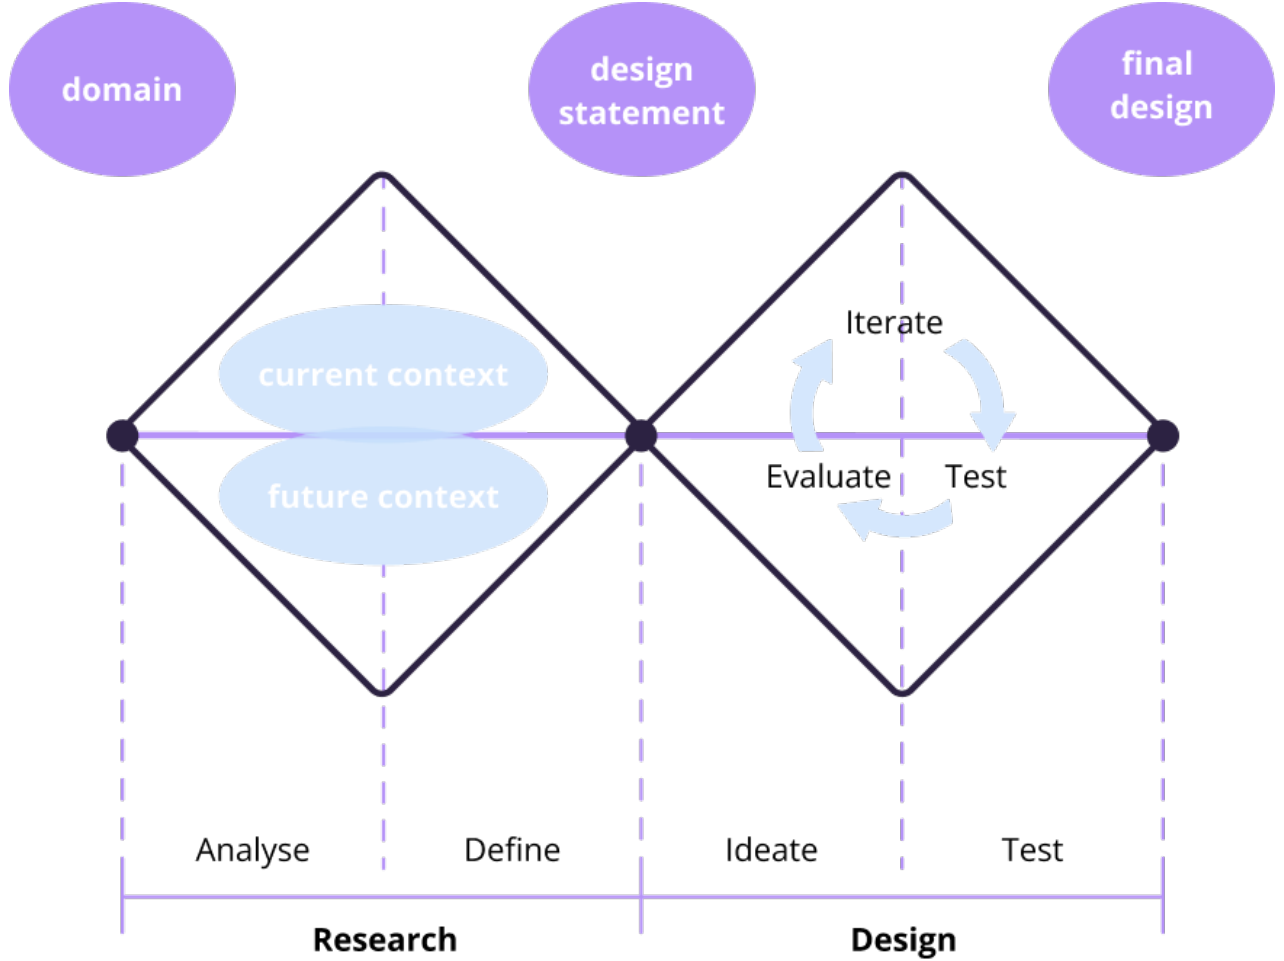 domain
design
statement
final
design
current context
future context
Iterate
Evaluate
Test
Analyse
Define
Ideate
Test
Research
Design